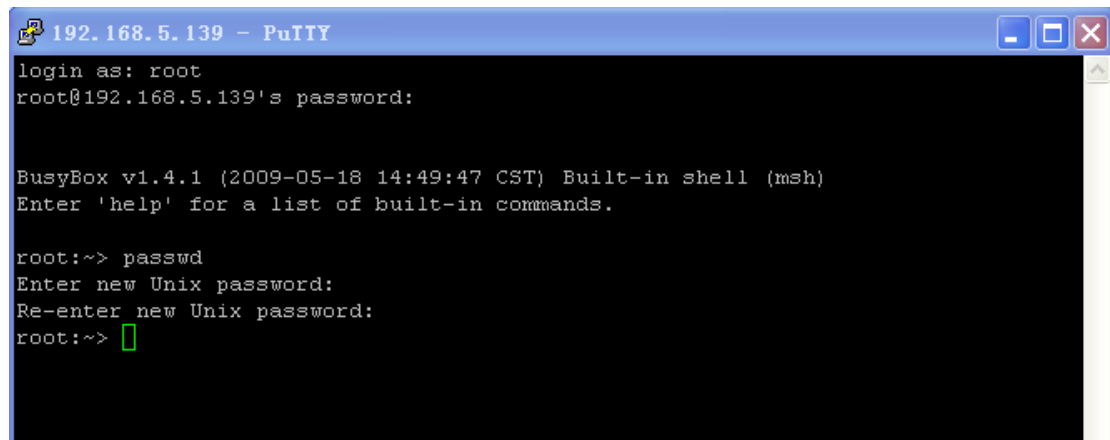 192.168.5.139 - PuTTY
login as: root
root@192.168.5.139's password:
BusyBox v1.4.1 (2009-05-18 14:49:47 CST) Built-in shell (msh)
Enter 'help' for a list of built-in commands.
root:~> passwd
Enter new Unix password:
Re-enter new Unix password:
root:~>